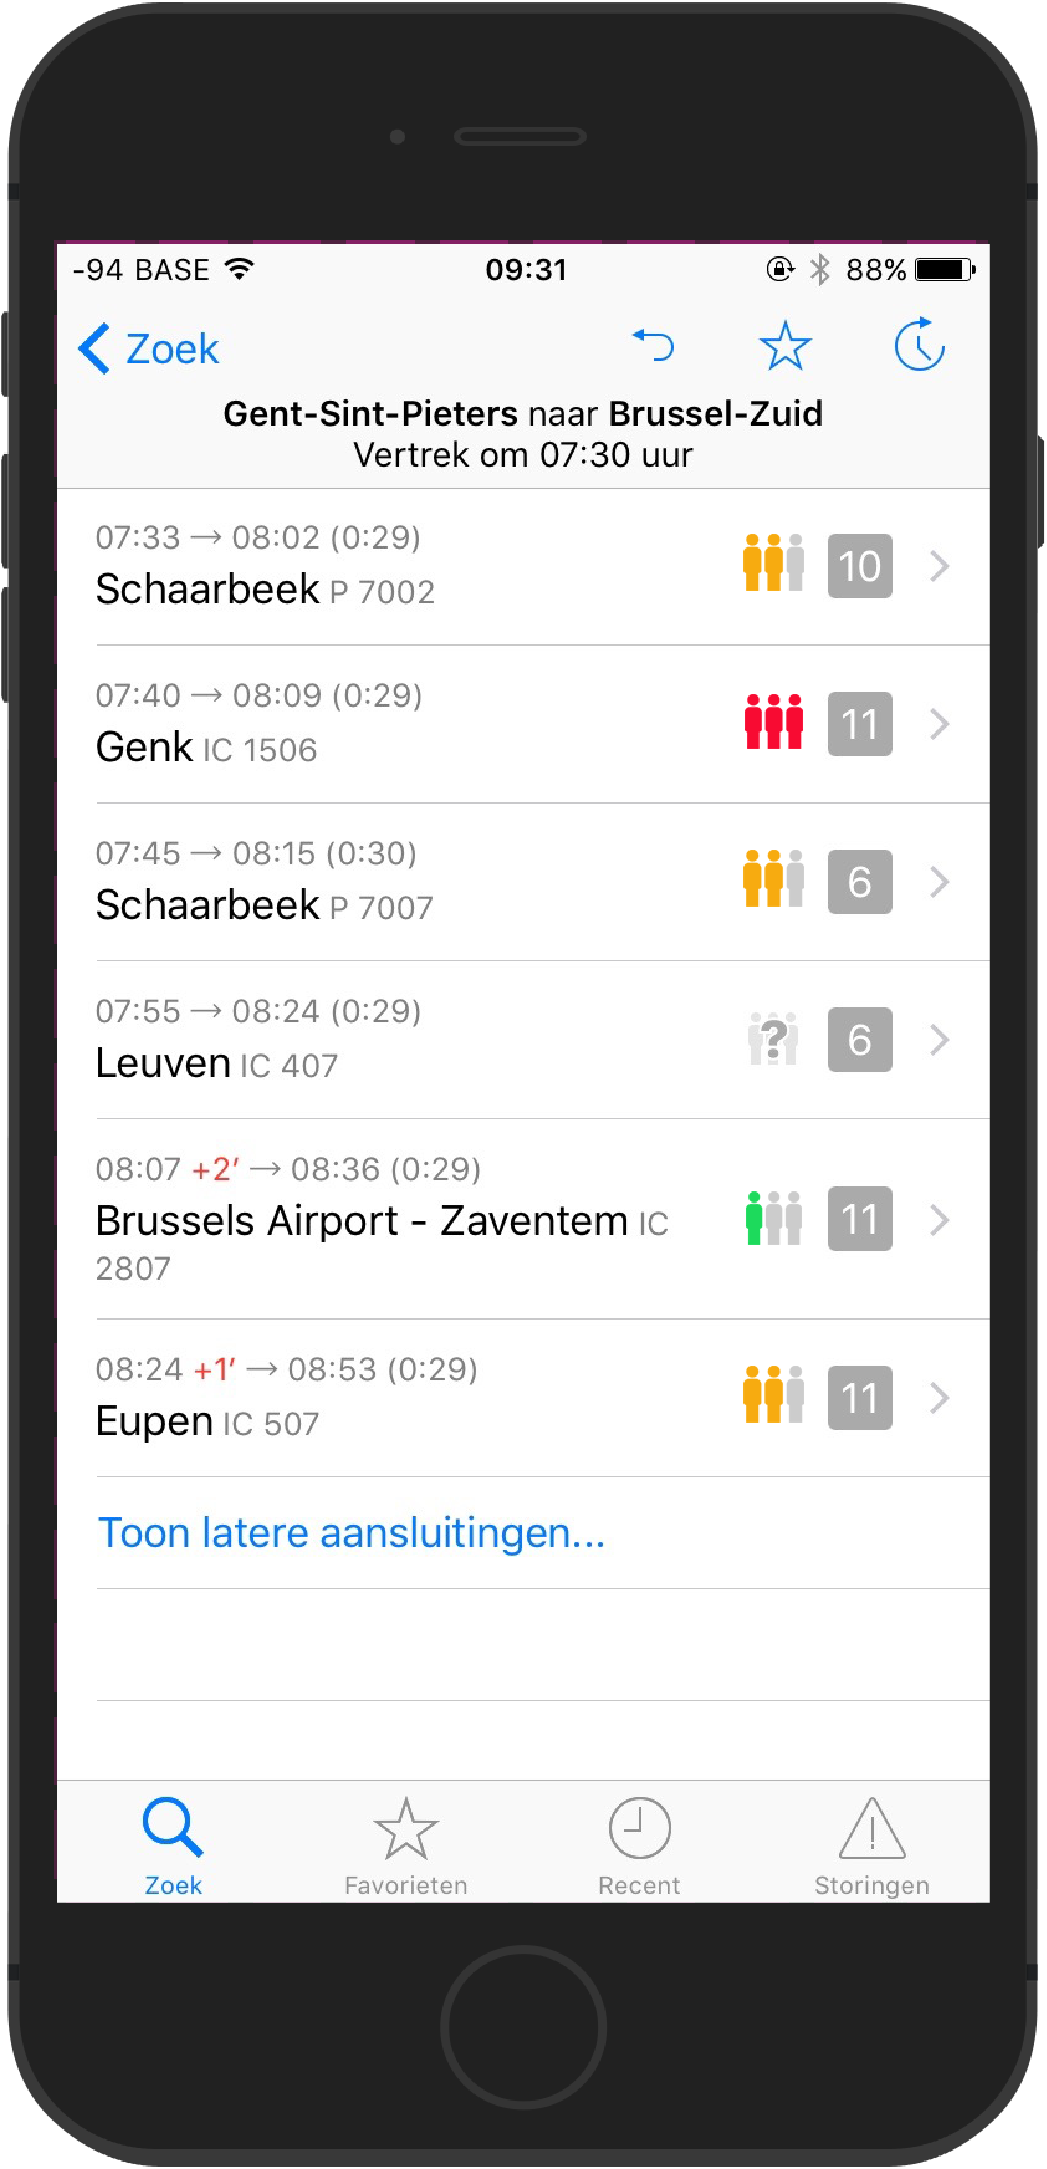 -94 BASE 09:31 88%
Zoek
Gent-Sint-Pieters naar Brussel-Zuid
Vertrek om 07:30 uur
07:33 → 08:02 (0:29)
Schaarbeek P 7002 10
07:40 → 08:09 (0:29)
Genk IC 1506 11
07:45 → 08:15 (0:30)
Schaarbeek P 7007 6
07:55 → 08:24 (0:29)
Leuven IC 407 ? 6
08:07 +2′ → 08:36 (0:29)
Brussels Airport - Zaventem IC 11
2807
08:24 +1′ → 08:53 (0:29)
Eupen IC 507 11
Toon latere aansluitingen...
Zoek Favorieten Recent Storingen